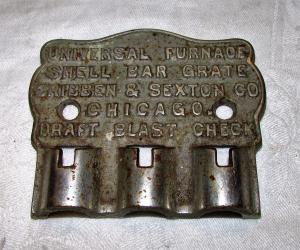 UNIVERSAL FURNACE
SHELL BAR GRATE
CRIBBEN & SEXTON CO
CHICAGO.
DRAFT BLAST CHECK